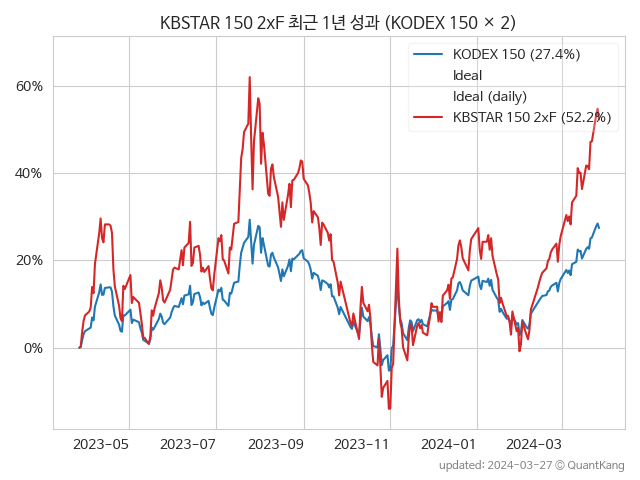 KBSTAR 150 2xF 최근 1년 성과 (KODEX 150 × 2)
KODEX 150 (27.4%)
Ideal
Ideal (daily)
KBSTAR 150 2xF (52.2%)
60%
40%
20%
0%
2023-05
2023-07
2023-09
2023-11
2024-01
2024-03
updated: 2024-03-27 © QuantKang